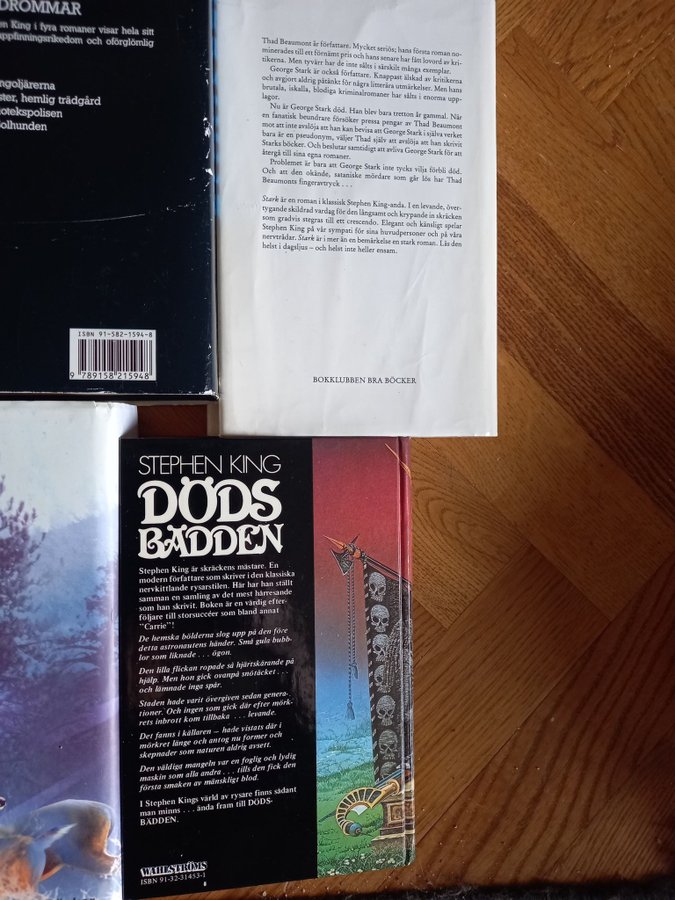 DRÖMMAR
en King i fyra romaner visar hela sitt
ppfinningsrikedom och oförglömlig
ngoljärerna
ster, hemlig trädgård
iotekspolisen
olhunden
ISBN 91-582-1594-8
9 789158 215948
Thad Beaumont är författare. Mycket seriös; hans första roman no-
minerades till ett förnämt pris och hans senare har fått lovord av kri-
tikerna. Men tyvärr har de inte sålts i särskilt många exemplar.
George Stark är också författare. Knappast älskad av kritikerna
och avgjort aldrig påtänkt för några litterära utmärkelser. Men hans
brutala, iskalla, blodiga kriminalromaner har sålts i enorma upp-
lagor.
Nu är George Stark död. Han blev bara tretton år gammal. När
en fanatisk beundrare försöker pressa pengar av Thad Beaumont
mot att inte avslöja att han kan bevisa att George Stark i själva verket
bara är en pseudonym, väljer Thad själv att avslöja att han skrivit
Starks böcker. Och beslutar samtidigt att avliva George Stark för att
återgå till sina egna romaner.
Problemet är bara att George Stark inte tycks vilja förbli död.
Och att den okände, sataniske mördare som går lös har Thad
Beaumonts fingeravtryck . . .
Stark är en roman i klassisk Stephen King-anda. I en levande, över-
tygande skildrad vardag för den långsamt och krypande in skräcken
som gradvis stegras till ett crescendo. Elegant och känsligt spelar
Stephen King på vår sympati för sina huvudpersoner och på våra
nervtrådar. Stark är i mer än en bemärkelse en stark roman. Läs den
helst i dagsljus – och helst inte heller ensam.
BOKKLUBBEN BRA BÖCKER
STEPHEN KING
DÖDS
BÄDDEN
Stephen King är skräckens mästare. En
modern författare som skriver i den klassiska
nervkittlande rysarstilen. Här har han ställt
samman en samling av det mest hårresande
som han skrivit. Boken är en värdig efter-
följare till storsuccéer som bland annat
"Carrie"!
De hemska bölderna slog upp på den före
detta astronautens händer. Små gula bubb-
lor som liknade . . . ögon.
Den lilla flickan ropade så hjärtskärande på
hjälp. Men hon gick ovanpå snötäcket . . .
och lämnade inga spår.
Staden hade varit övergiven sedan genera-
tioner. Och ingen som gick där efter mörk-
rets inbrott kom tillbaka . . . levande.
Det fanns i källaren – hade vistats där i
mörkret länge och antog nu former och
skepnader som naturen aldrig avsett.
Den väldiga mangeln var en foglig och lydig
maskin som alla andra . . . tills den fick den
första smaken av mänskligt blod.
I Stephen Kings värld av rysare finns sådant
man minns . . . ända fram till DÖDS-
BÄDDEN.
WAHLSTRÖMS
ISBN 91-32-31453-1